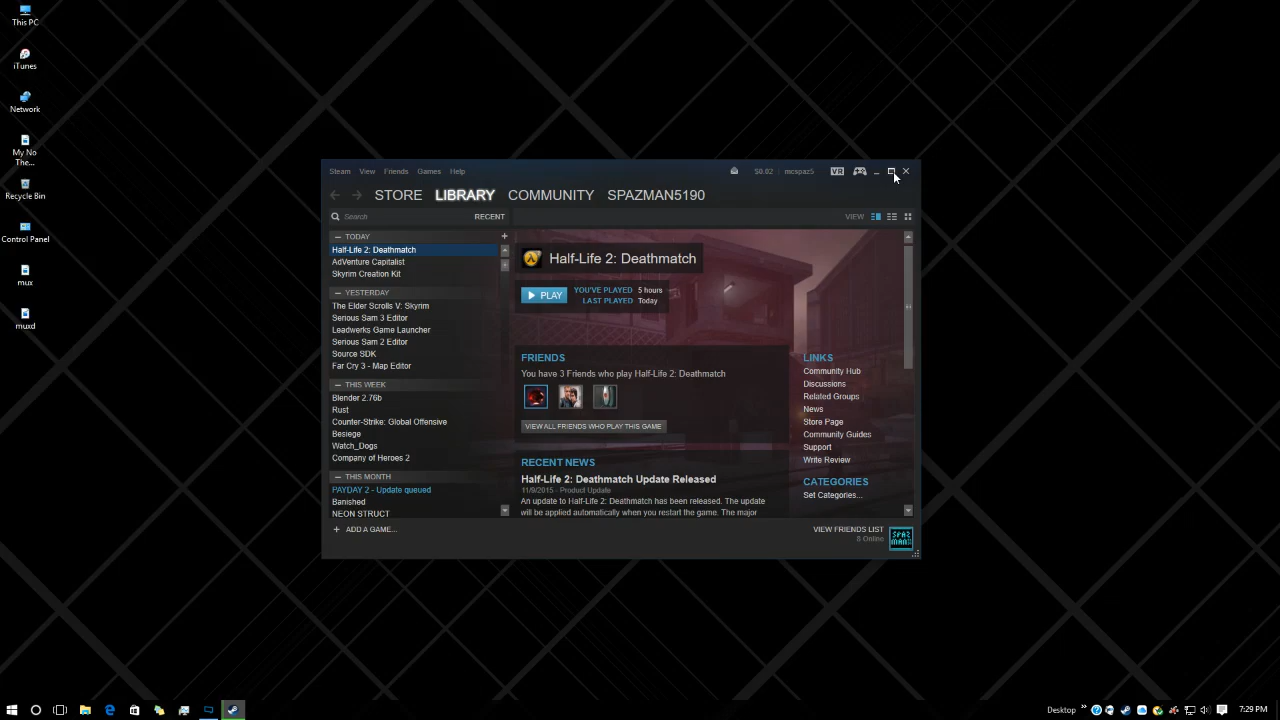 This PC
iTunes
Network
My No
The...
Recycle Bin
Control Panel
mux
muxd
Steam View Friends Games Help
$0.02 mcspaz5 VR
STORE LIBRARY COMMUNITY SPAZMAN5190
Search RECENT
VIEW
— TODAY +
Half-Life 2: Deathmatch
AdVenture Capitalist
Skyrim Creation Kit
— YESTERDAY
The Elder Scrolls V: Skyrim
Serious Sam 3 Editor
Leadwerks Game Launcher
Serious Sam 2 Editor
Source SDK
Far Cry 3 - Map Editor
— THIS WEEK
Blender 2.76b
Rust
Counter-Strike: Global Offensive
Besiege
Watch_Dogs
Company of Heroes 2
— THIS MONTH
PAYDAY 2 - Update queued
Banished
NEON STRUCT
+ ADD A GAME...
Half-Life 2: Deathmatch
PLAY
YOU'VE PLAYED 5 hours
LAST PLAYED Today
FRIENDS
You have 3 Friends who play Half-Life 2: Deathmatch
VIEW ALL FRIENDS WHO PLAY THIS GAME
RECENT NEWS
Half-Life 2: Deathmatch Update Released
11/9/2015 - Product Update
An update to Half-Life 2: Deathmatch has been released. The update
will be applied automatically when you restart the game. The major
LINKS
Community Hub
Discussions
Related Groups
News
Store Page
Community Guides
Support
Write Review
CATEGORIES
Set Categories...
VIEW FRIENDS LIST
8 Online
Desktop
7:29 PM